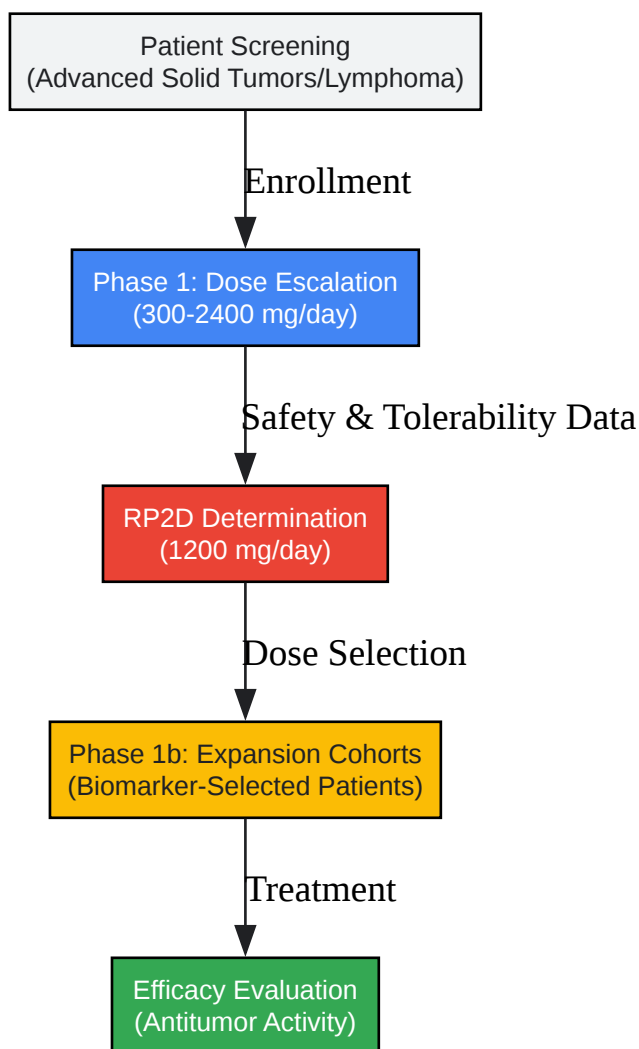 Patient Screening
(Advanced Solid Tumors/Lymphoma)
Enrollment
Phase 1: Dose Escalation
(300-2400 mg/day)
Safety & Tolerability Data
RP2D Determination
(1200 mg/day)
Dose Selection
Phase 1b: Expansion Cohorts
(Biomarker-Selected Patients)
Treatment
Efficacy Evaluation
(Antitumor Activity)